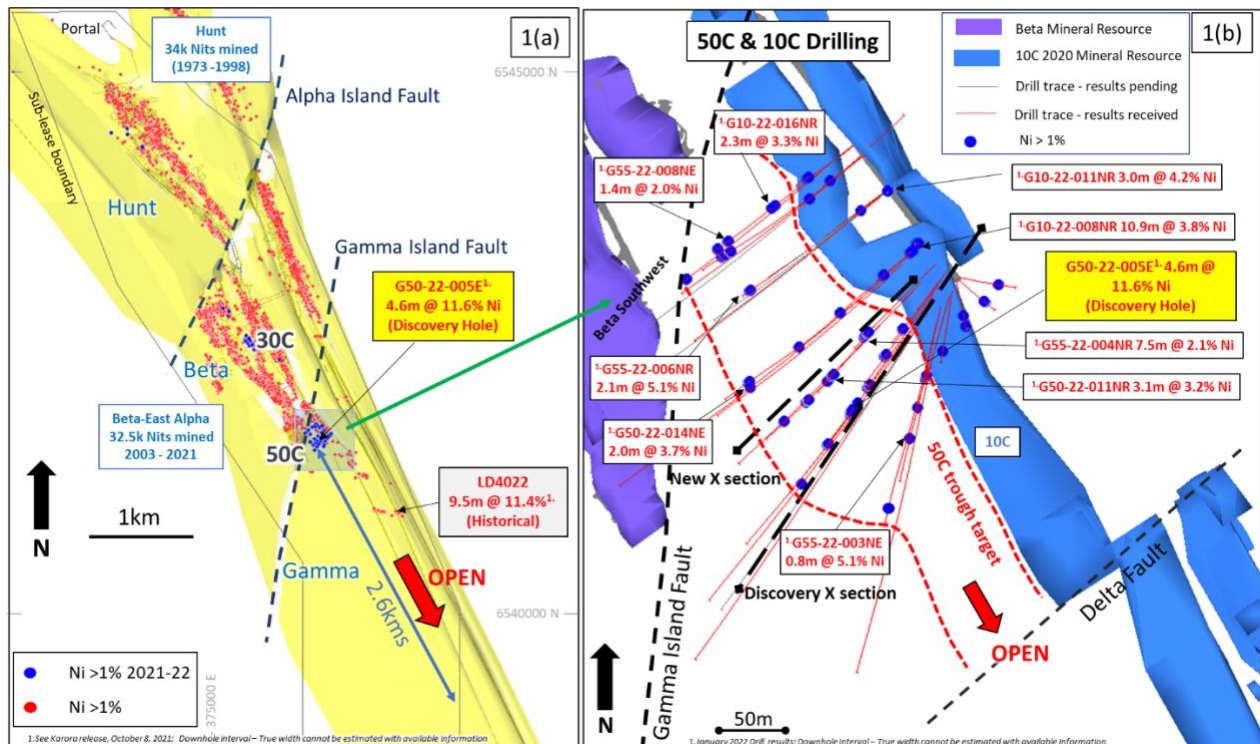 1(a)
Portal
Hunt
34k Nits mined
(1973 -1998)
6545000 N
Sub-lease boundary
Alpha Island Fault
Hunt
Gamma Island Fault
G50-22-005E1.
4.6m @ 11.6% Ni
(Discovery Hole)
30C
Beta
Beta-East Alpha
32.5k Nits mined
2003 - 2021
50C
LD4022
9.5m @ 11.4%1.
(Historical)
1km
N
Gamma
OPEN
2.6kms
6540000 N
375000 E
Ni >1% 2021-22
Ni >1%
1.See Karora release, October 8, 2021; Downhole interval – True width cannot be estimated with available information
1(b)
50C & 10C Drilling
Beta Mineral Resource
10C 2020 Mineral Resource
Drill trace - results pending
Drill trace - results received
Ni > 1%
1.G10-22-016NR
2.3m @ 3.3% Ni
1.G55-22-008NE
1.4m @ 2.0% Ni
1.G10-22-011NR 3.0m @ 4.2% Ni
1.G10-22-008NR 10.9m @ 3.8% Ni
G50-22-005E1. 4.6m @
11.6% Ni
(Discovery Hole)
Beta Southwest
1.G55-22-004NR 7.5m @ 2.1% Ni
1.G55-22-006NR
2.1m @ 5.1% Ni
1.G50-22-011NR 3.1m @ 3.2% Ni
1.G50-22-014NE
2.0m @ 3.7% Ni
10C
New X section
50C trough target
1.G55-22-003NE
0.8m @ 5.1% Ni
Discovery X section
Gamma Island Fault
Delta Fault
OPEN
N
50m
1. January 2022 Drill results; Downhole Interval – True width cannot be estimated with available information